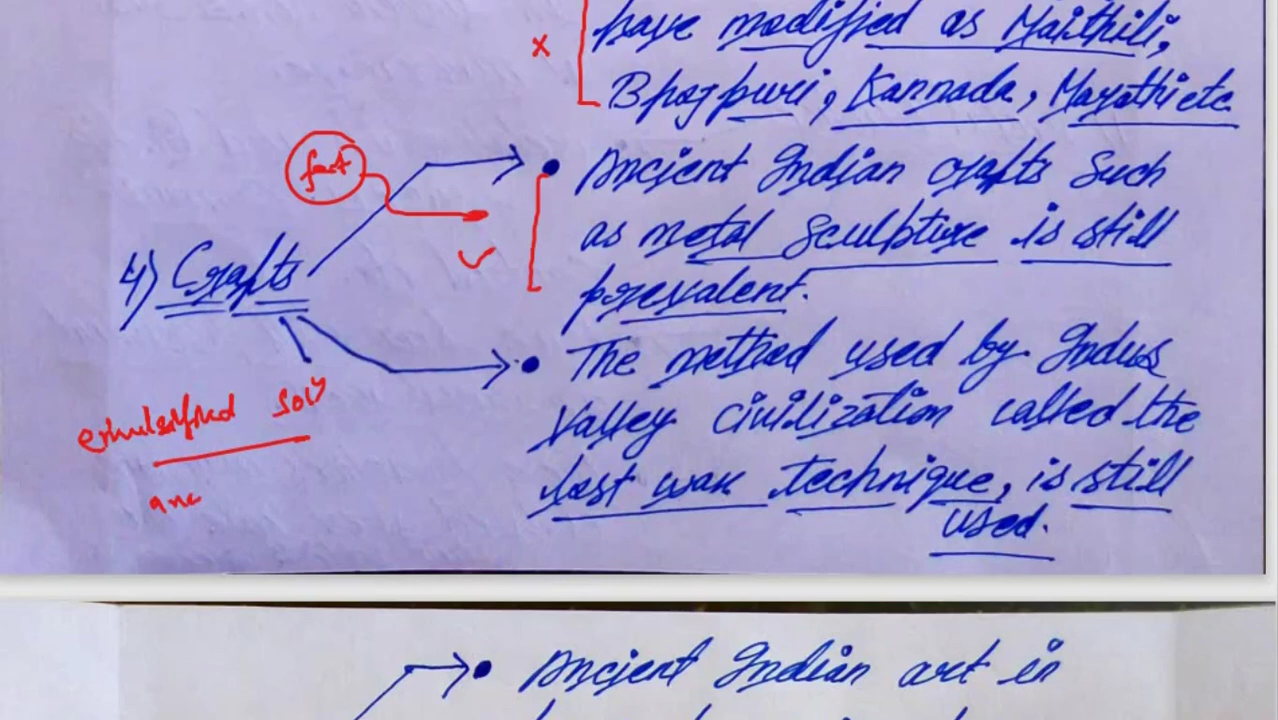 have modified as Maithili,
x
Bhojpuri, Kannada, Marathi etc
fact
Ancient Indian crafts such
as metal sculpture is still
prevalent.
4) Crafts
The method used by Indus
Valley Civilization called the
lost wax technique, is still
used.
anc
Ancient Indian art in